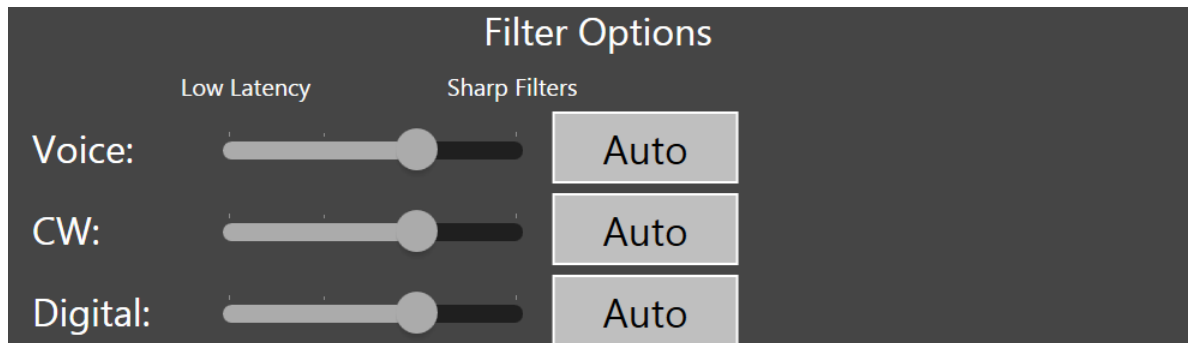 Filter Options
Low Latency Sharp Filters
Voice: Auto
CW: Auto
Digital: Auto